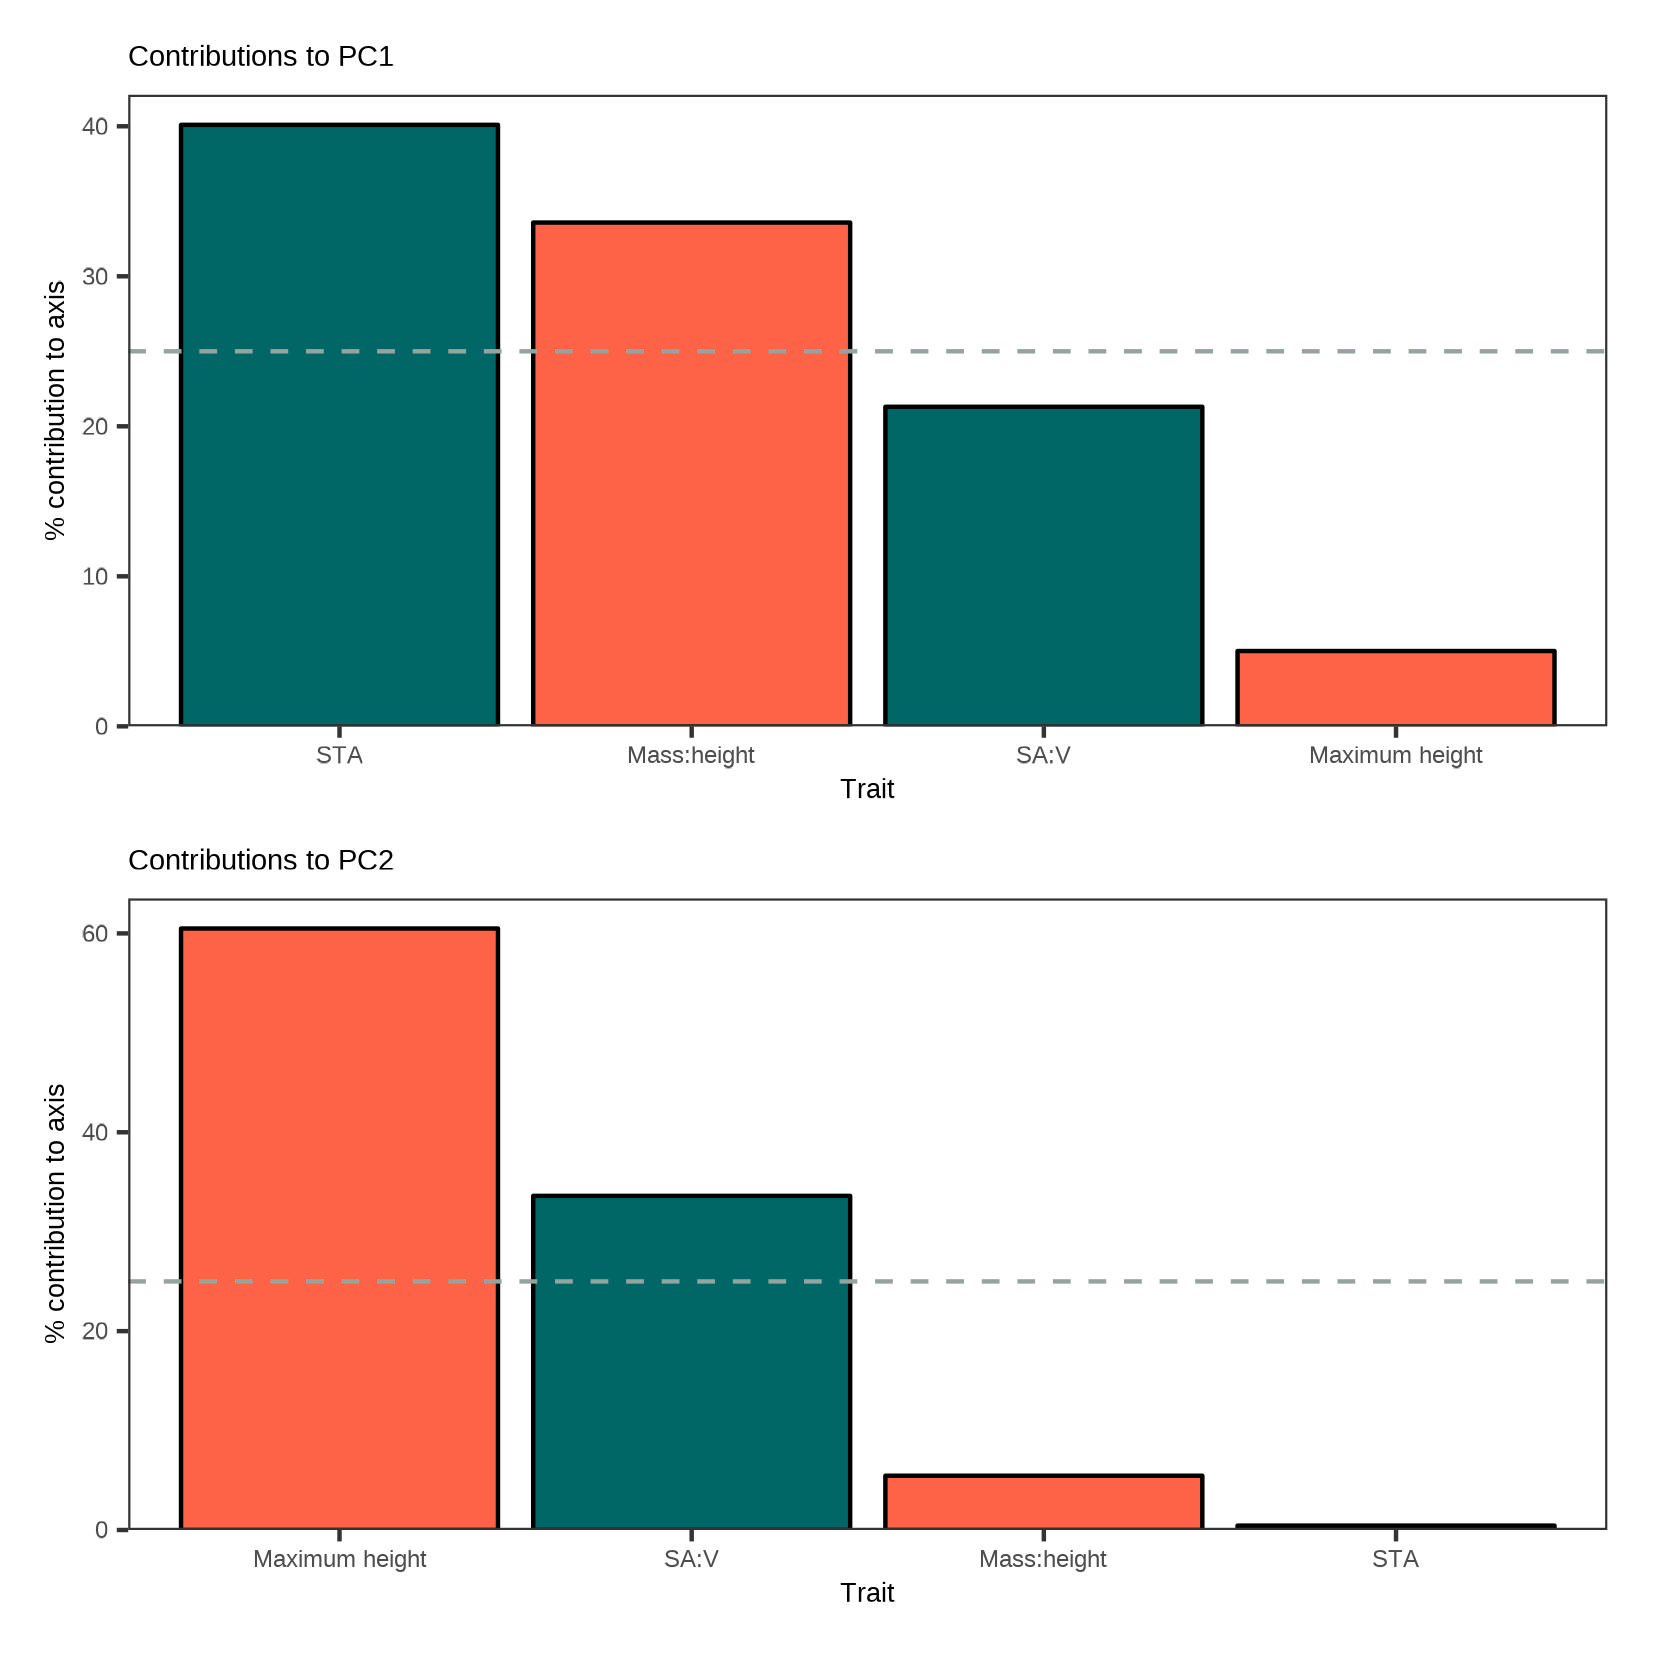 Contributions to PC1
% contribution to axis
40
30
20
10
0
STA Mass:height SA:V Maximum height
Trait
Contributions to PC2
% contribution to axis
60
40
20
0
Maximum height SA:V Mass:height STA
Trait